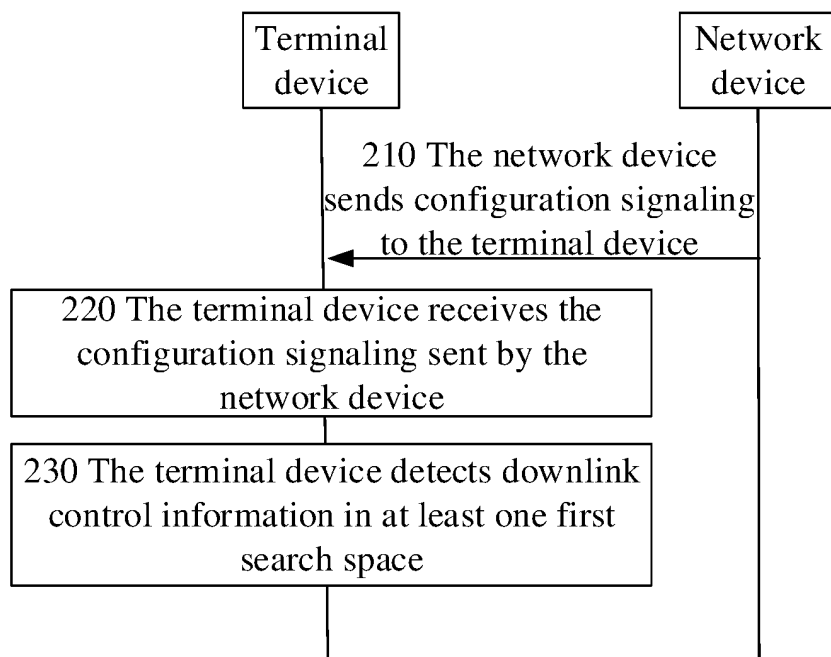 Terminal
device
Network
device
210 The network device
sends configuration signaling
to the terminal device
220 The terminal device receives the
configuration signaling sent by the
network device
230 The terminal device detects downlink
control information in at least one first
search space